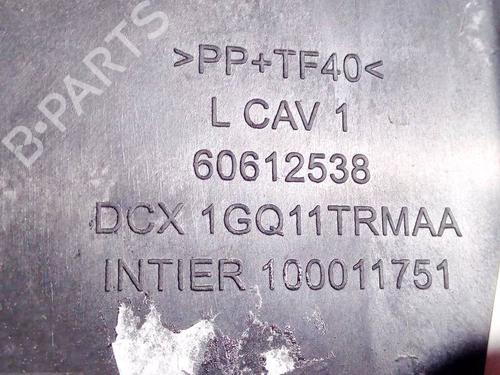 B-PARTS
>PP+TF40<
L CAV 1
60612538
DCX 1GQ11TRMAA
INTIER 100011751